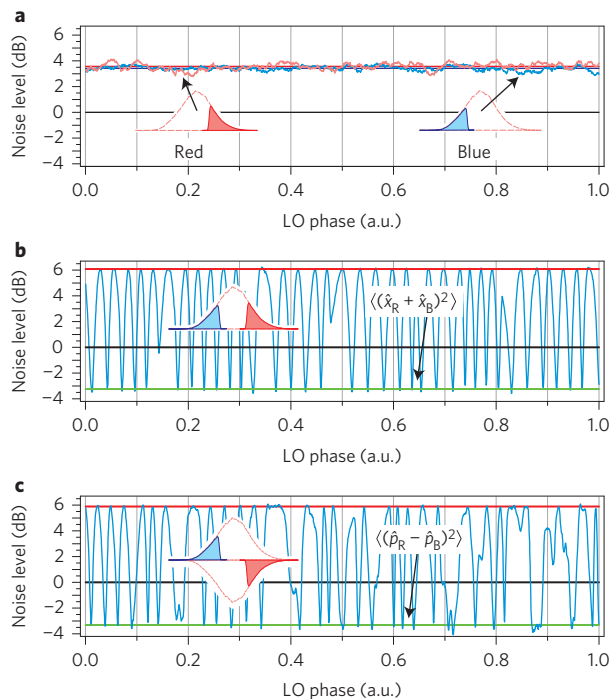 a
Noise level (dB)
6
4
2
0
−2
−4
Red
Blue
0.0 0.2 0.4 0.6 0.8 1.0
LO phase (a.u.)
b
Noise level (dB)
6
4
2
0
−2
−4
⟨(x̂R + x̂B)²⟩
0.0 0.2 0.4 0.6 0.8 1.0
LO phase (a.u.)
c
Noise level (dB)
6
4
2
0
−2
−4
⟨(p̂R − p̂B)²⟩
0.0 0.2 0.4 0.6 0.8 1.0
LO phase (a.u.)